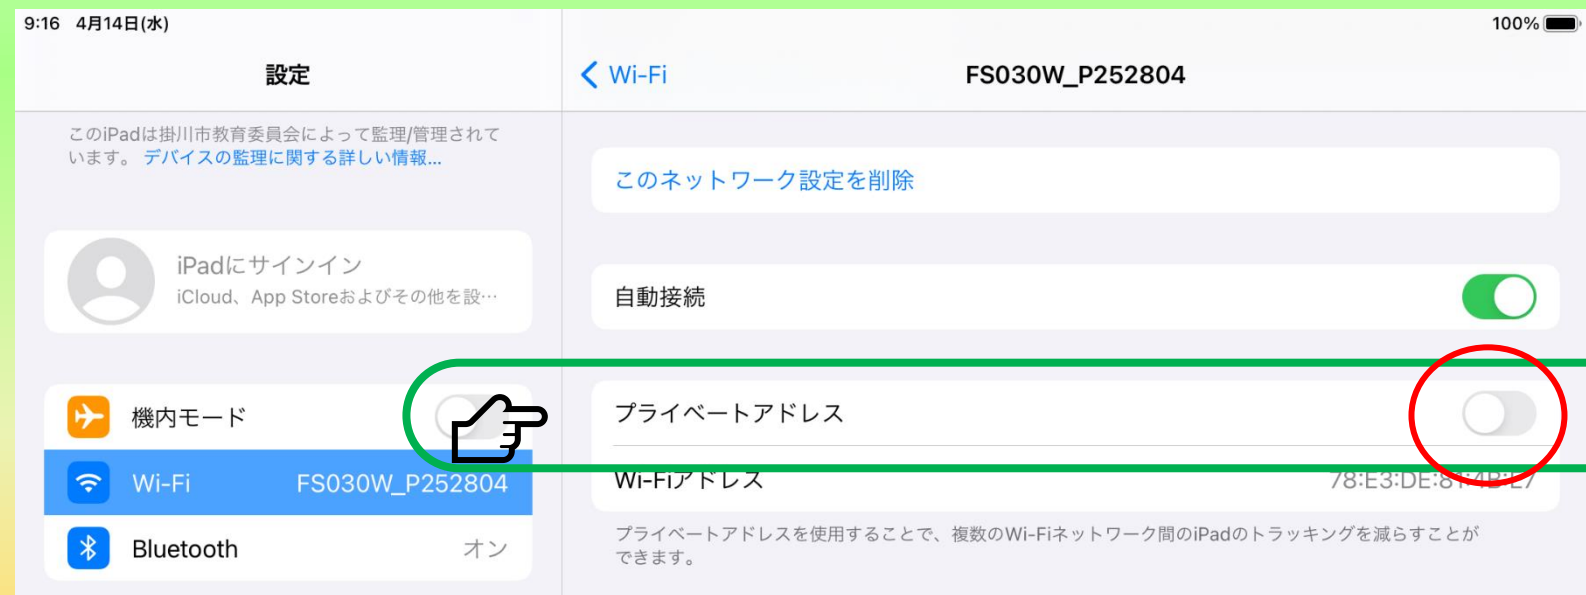 9:16 4月14日(水)
100%
設定
Wi-Fi
FS030W_P252804
このiPadは掛川市教育委員会によって監理/管理されて
います。 デバイスの監理に関する詳しい情報...
iPadにサインイン
iCloud、App Storeおよびその他を設…
機内モード
Wi-Fi FS030W_P252804
Bluetooth オン
このネットワーク設定を削除
自動接続
プライベートアドレス
Wi-Fiアドレス 78:E3:DE:81:4B:E7
プライベートアドレスを使用することで、複数のWi-Fiネットワーク間のiPadのトラッキングを減らすことが
できます。